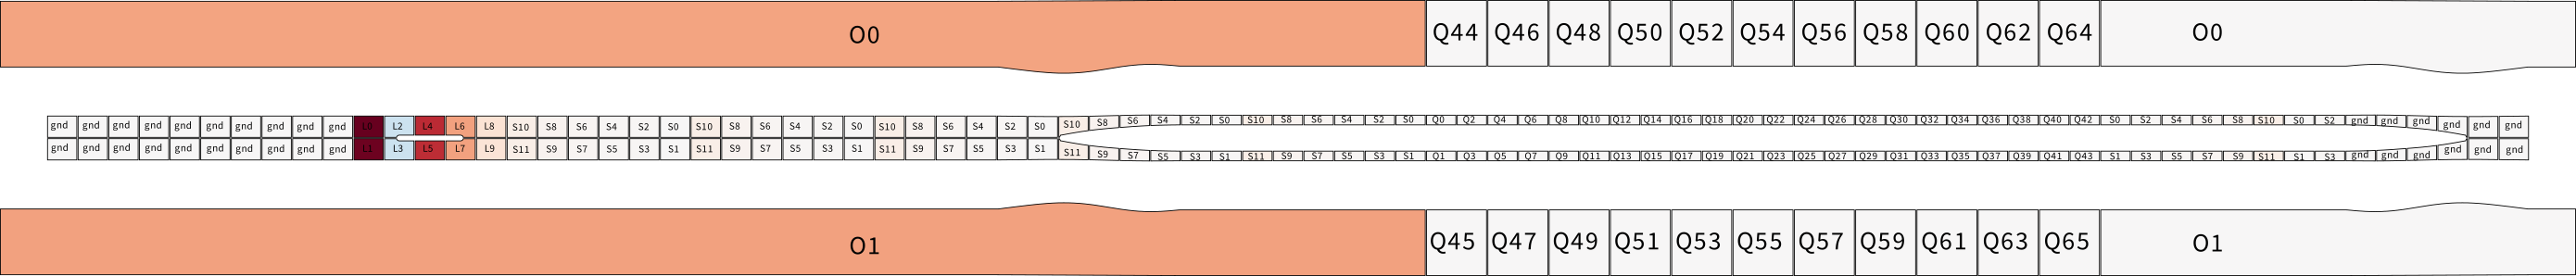 O0 Q44 Q46 Q48 Q50 Q52 Q54 Q56 Q58 Q60 Q62 Q64 O0
gnd gnd gnd gnd gnd gnd gnd gnd gnd gnd L0 L2 L4 L6 L8 S10 S8 S6 S4 S2 S0 S10 S8 S6 S4 S2 S0 S10 S8 S6 S4 S2 S0 S10 S8 S6 S4 S2 S0 S10 S8 S6 S4 S2 S0 Q0 Q2 Q4 Q6 Q8 Q10 Q12 Q14 Q16 Q18 Q20 Q22 Q24 Q26 Q28 Q30 Q32 Q34 Q36 Q38 Q40 Q42 S0 S2 S4 S6 S8 S10 S0 S2 gnd gnd gnd gnd gnd gnd
gnd gnd gnd gnd gnd gnd gnd gnd gnd gnd L1 L3 L5 L7 L9 S11 S9 S7 S5 S3 S1 S11 S9 S7 S5 S3 S1 S11 S9 S7 S5 S3 S1 S11 S9 S7 S5 S3 S1 S11 S9 S7 S5 S3 S1 Q1 Q3 Q5 Q7 Q9 Q11 Q13 Q15 Q17 Q19 Q21 Q23 Q25 Q27 Q29 Q31 Q33 Q35 Q37 Q39 Q41 Q43 S1 S3 S5 S7 S9 S11 S1 S3 gnd gnd gnd gnd gnd gnd
O1 Q45 Q47 Q49 Q51 Q53 Q55 Q57 Q59 Q61 Q63 Q65 O1